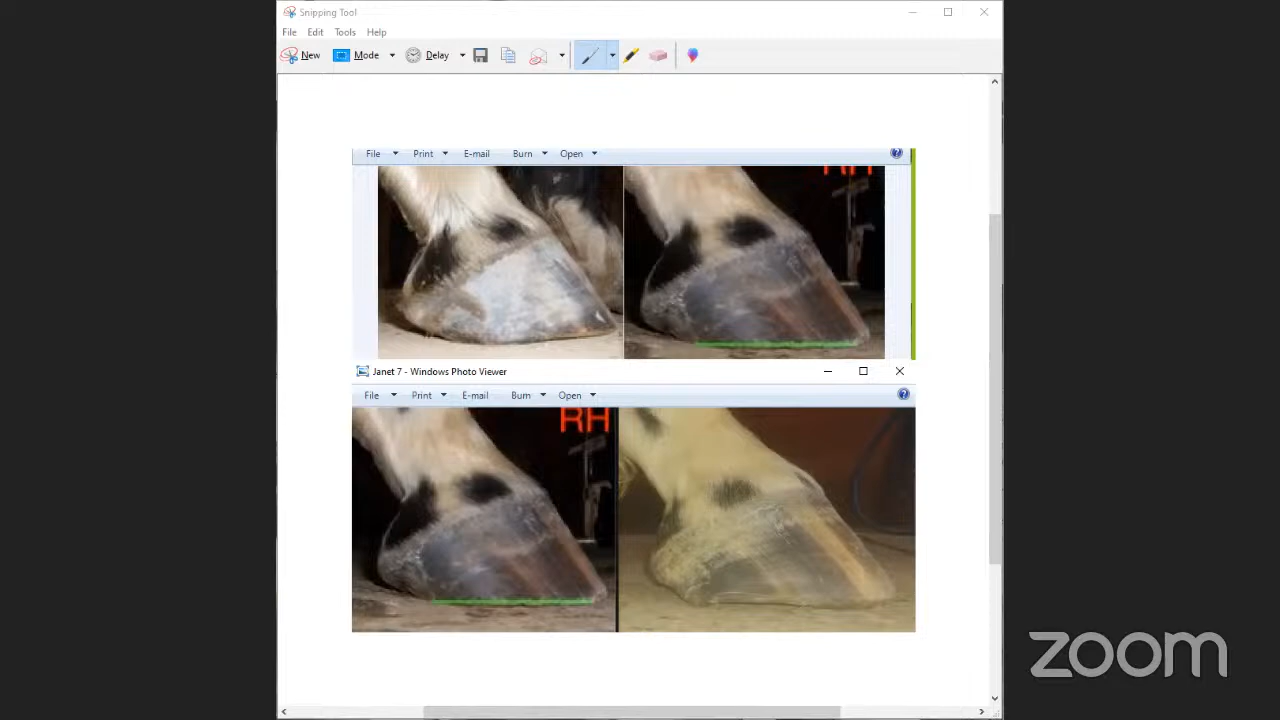 Snipping Tool
File Edit Tools Help
New Mode Delay
File Print E-mail Burn Open
RH
Janet 7 - Windows Photo Viewer
File Print E-mail Burn Open
RH
zoom